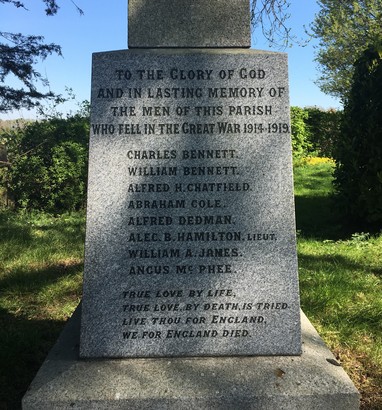 TO THE GLORY OF GOD
AND IN LASTING MEMORY OF
THE MEN OF THIS PARISH
WHO FELL IN THE GREAT WAR 1914-1919.
CHARLES BENNETT.
WILLIAM BENNETT.
ALFRED H. CHATFIELD.
ABRAHAM COLE.
ALFRED DEDMAN.
ALEC. B. HAMILTON. LIEUT.
WILLIAM A. JANES.
ANGUS MC PHEE.
TRUE LOVE BY LIFE,
TRUE LOVE, BY DEATH, IS TRIED.
LIVE THOU FOR ENGLAND,
WE FOR ENGLAND DIED.